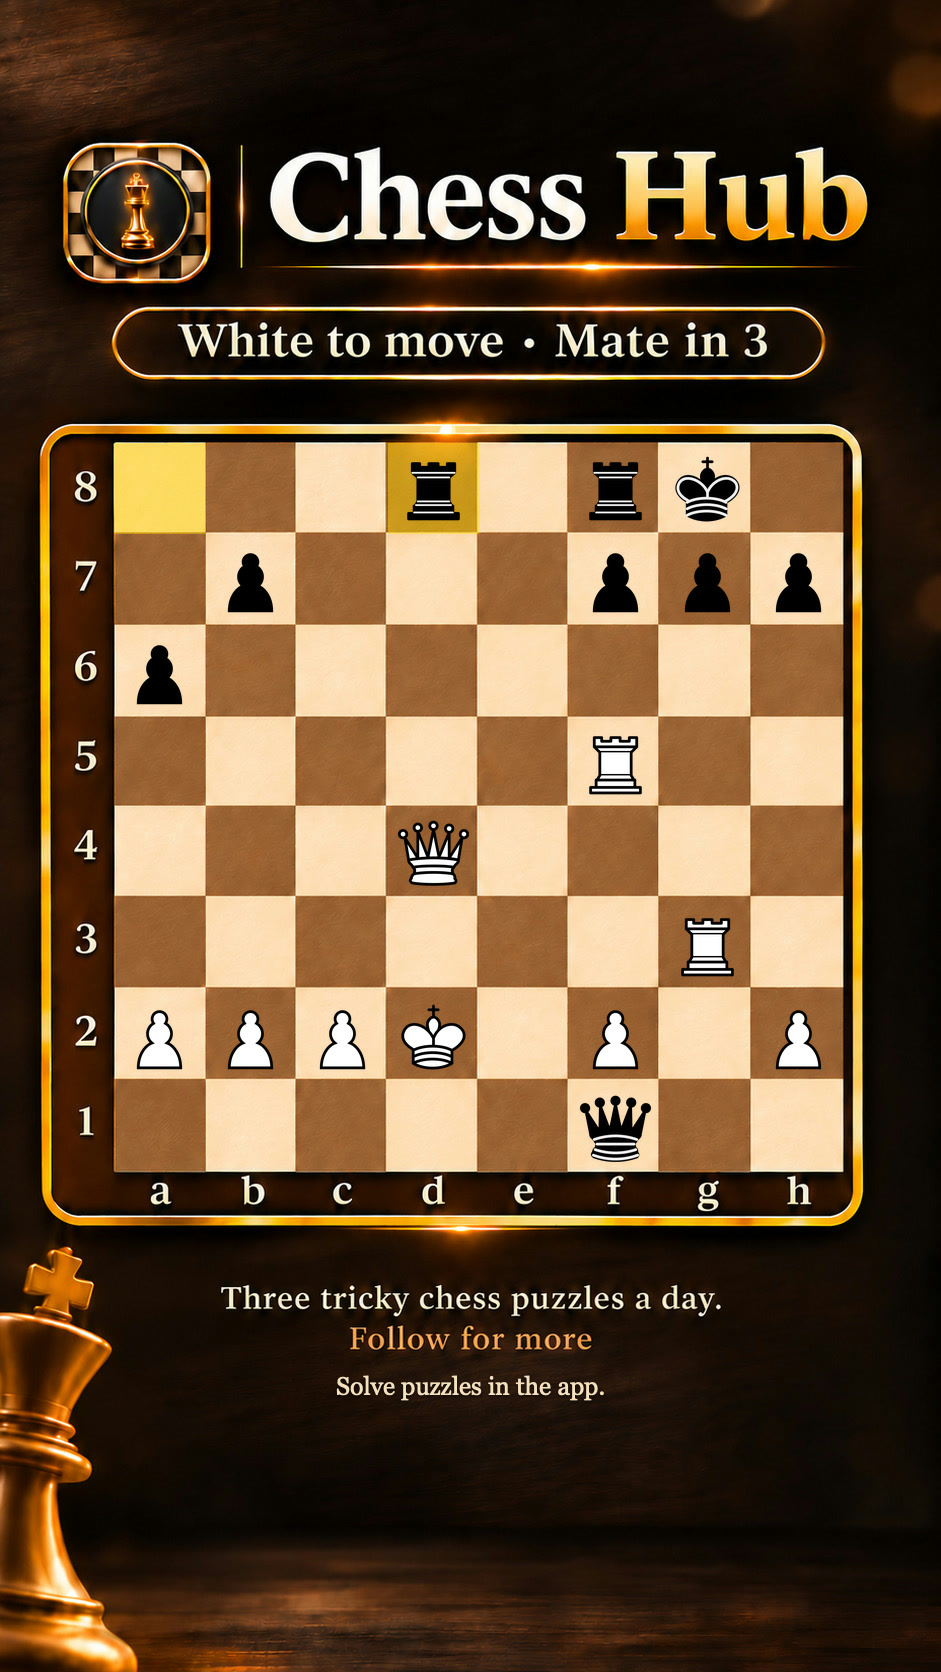 Chess Hub
White to move • Mate in 3
8
7
6
5
4
3
2
1
a b c d e f g h
Three tricky chess puzzles a day.
Follow for more
Solve puzzles in the app.